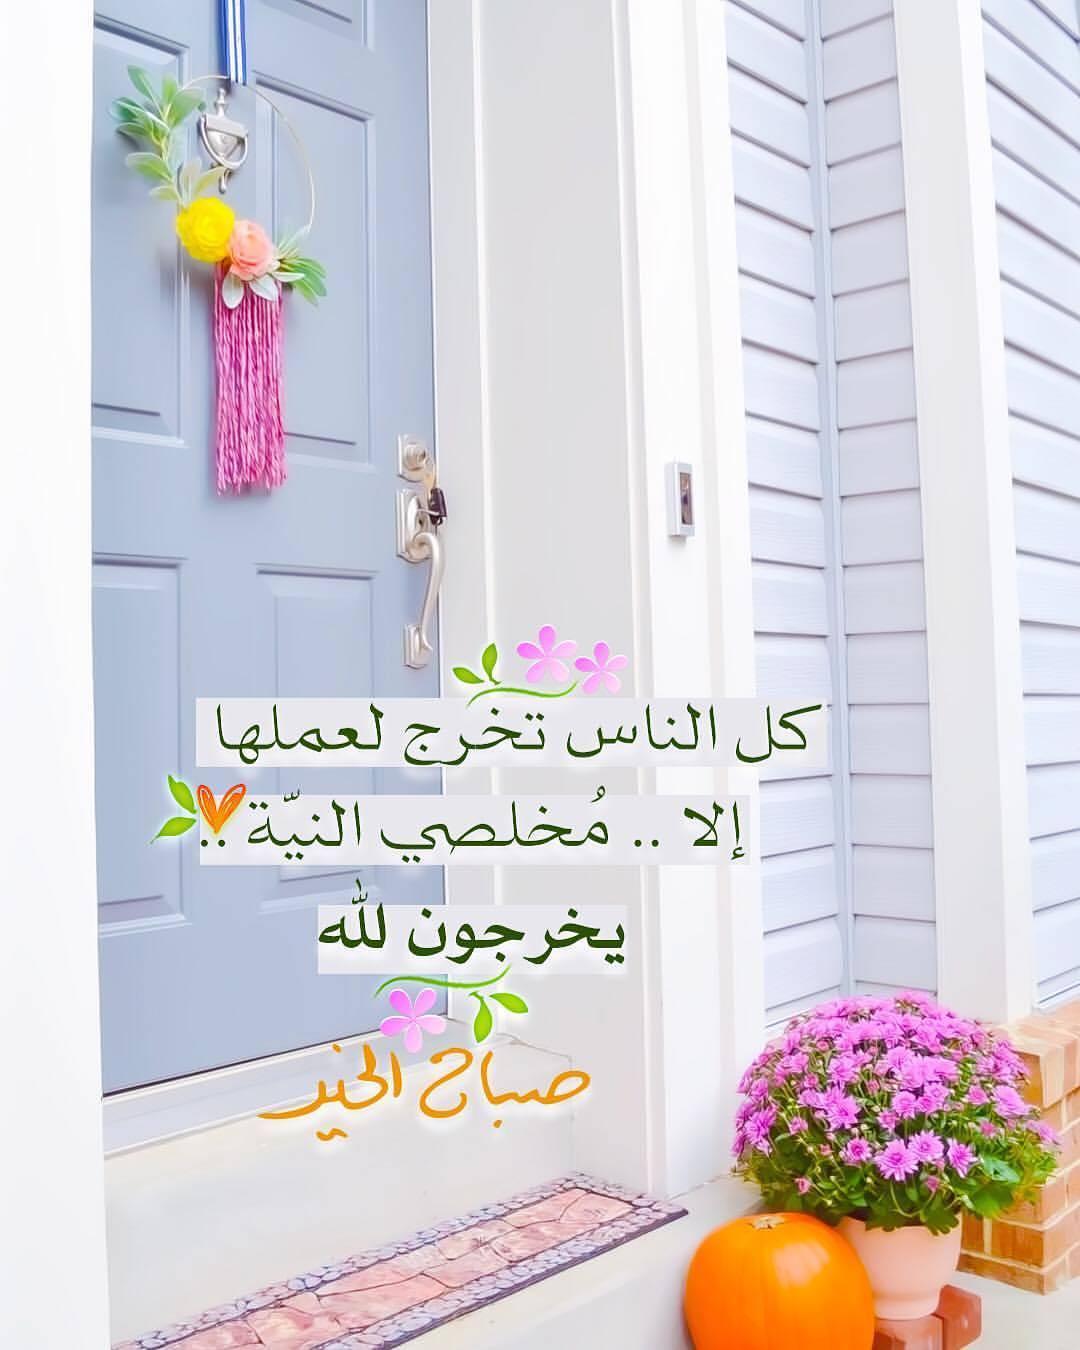 كل الناس تخرج لعملها
إلا .. مُخلصي النيّة ..
يخرجون لله
صباح الخير